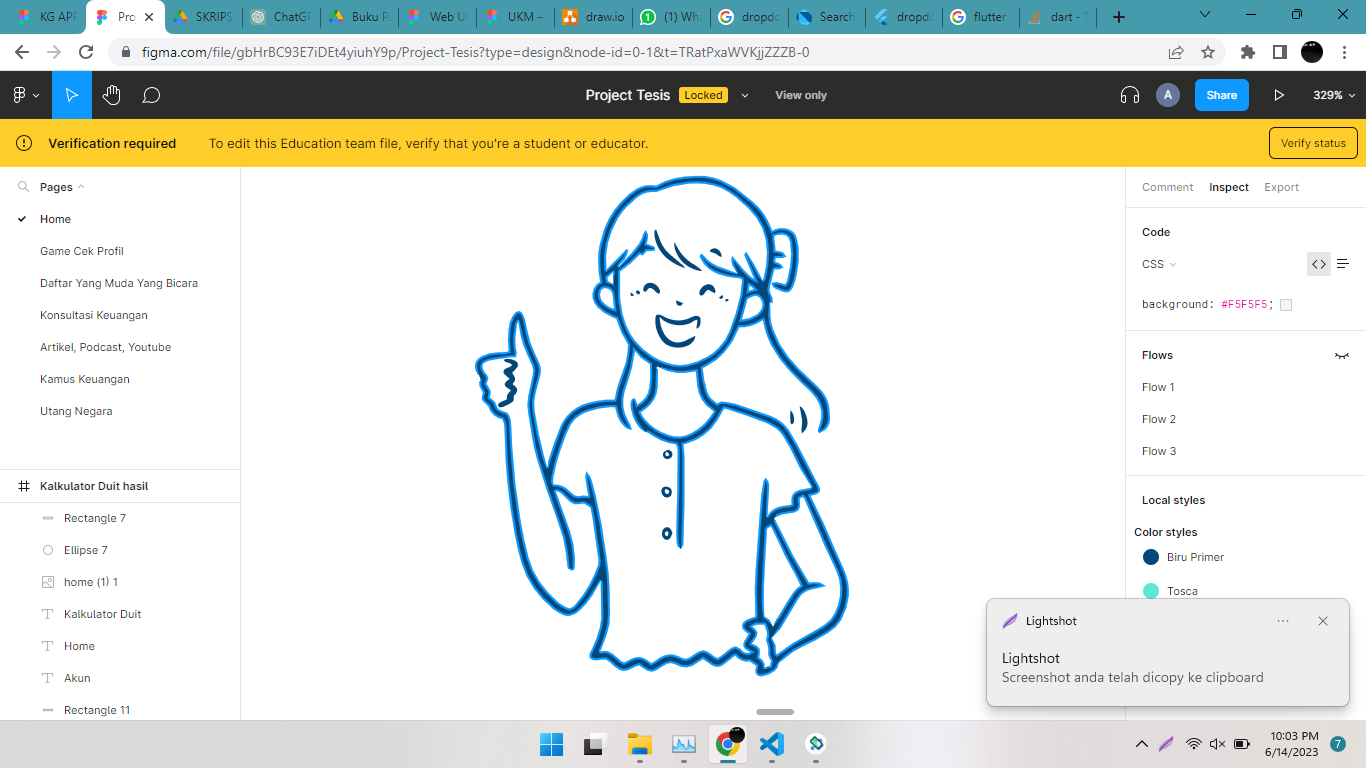 KG APP
Pro
SKRIPS
ChatGP
Buku P
Web UI
UKM –
draw.io
(1) Wha
dropdo
Search
dropdo
flutter
dart - T
figma.com/file/gbHrBC93E7iDEt4yiuhY9p/Project-Tesis?type=design&node-id=0-1&t=TRatPxaWVKjjZZZB-0
Project Tesis Locked View only
A Share 329%
Verification required To edit this Education team file, verify that you're a student or educator. Verify status
Pages
Home
Game Cek Profil
Daftar Yang Muda Yang Bicara
Konsultasi Keuangan
Artikel, Podcast, Youtube
Kamus Keuangan
Utang Negara
Kalkulator Duit hasil
Rectangle 7
Ellipse 7
home (1) 1
Kalkulator Duit
Home
Akun
Rectangle 11
Comment Inspect Export
Code
CSS
background: #F5F5F5;
Flows
Flow 1
Flow 2
Flow 3
Local styles
Color styles
Biru Primer
Tosca
Lightshot
Lightshot
Screenshot anda telah dicopy ke clipboard
10:03 PM
6/14/2023
7